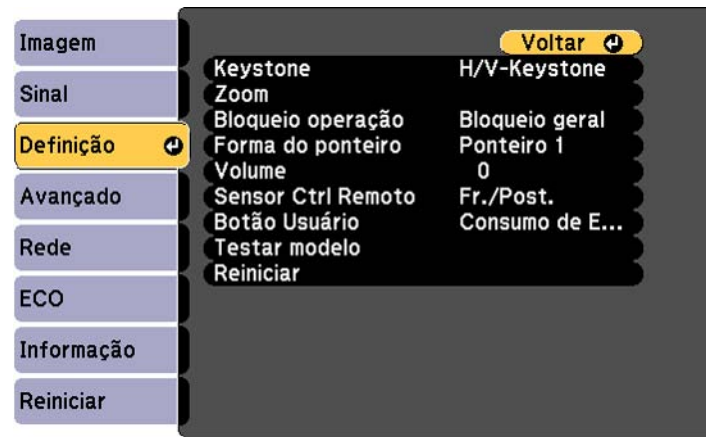 Imagem
Sinal
Definição
Avançado
Rede
ECO
Informação
Reiniciar
Voltar
Keystone H/V-Keystone
Zoom
Bloqueio operação Bloqueio geral
Forma do ponteiro Ponteiro 1
Volume 0
Sensor Ctrl Remoto Fr./Post.
Botão Usuário Consumo de E...
Testar modelo
Reiniciar